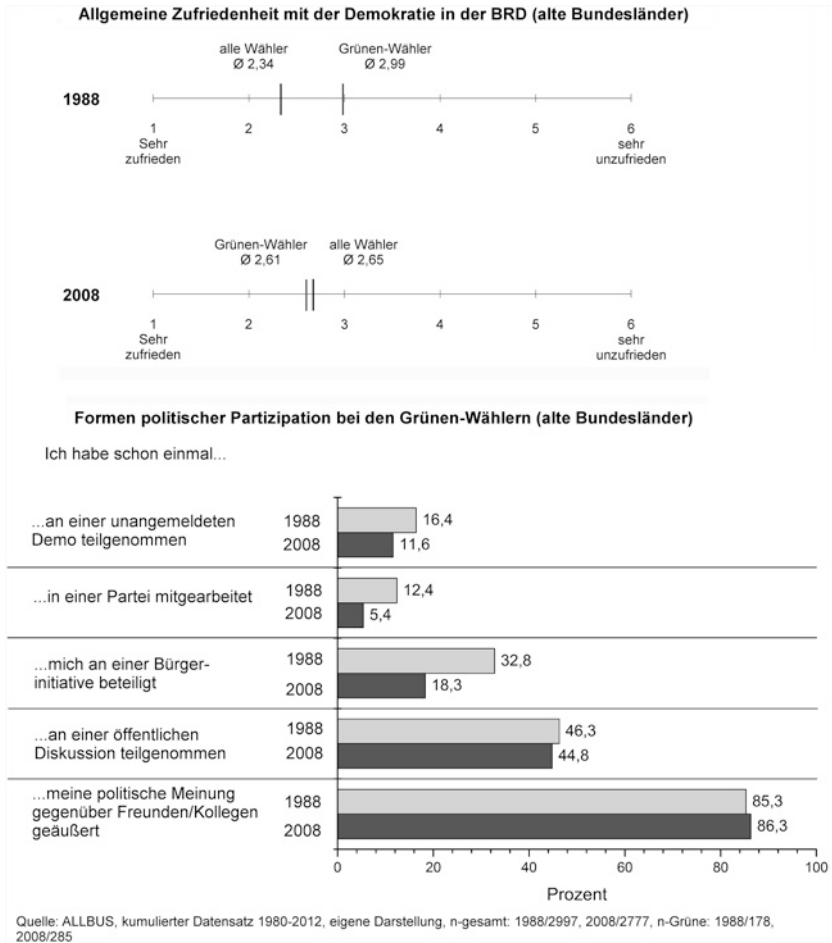 Allgemeine Zufriedenheit mit der Demokratie in der BRD (alte Bundesländer)
alle Wähler Grünen-Wähler
Ø 2,34 Ø 2,99
1988
1 2 3 4 5 6
Sehr sehr
zufrieden unzufrieden
Grünen-Wähler alle Wähler
Ø 2,61 Ø 2,65
2008
1 2 3 4 5 6
Sehr sehr
zufrieden unzufrieden
Formen politischer Partizipation bei den Grünen-Wählern (alte Bundesländer)
Ich habe schon einmal...
...an einer unangemeldeten 1988 16,4
Demo teilgenommen 2008 11,6
...in einer Partei mitgearbeitet 1988 12,4
2008 5,4
...mich an einer Bürger- 1988 32,8
initiative beteiligt 2008 18,3
...an einer öffentlichen 1988 46,3
Diskussion teilgenommen 2008 44,8
...meine politische Meinung
gegenüber Freunden/Kollegen 1988 85,3
geäußert 2008 86,3
0 20 40 60 80 100
Prozent
Quelle: ALLBUS, kumulierter Datensatz 1980-2012, eigene Darstellung, n-gesamt: 1988/2997, 2008/2777, n-Grüne: 1988/178,
2008/285